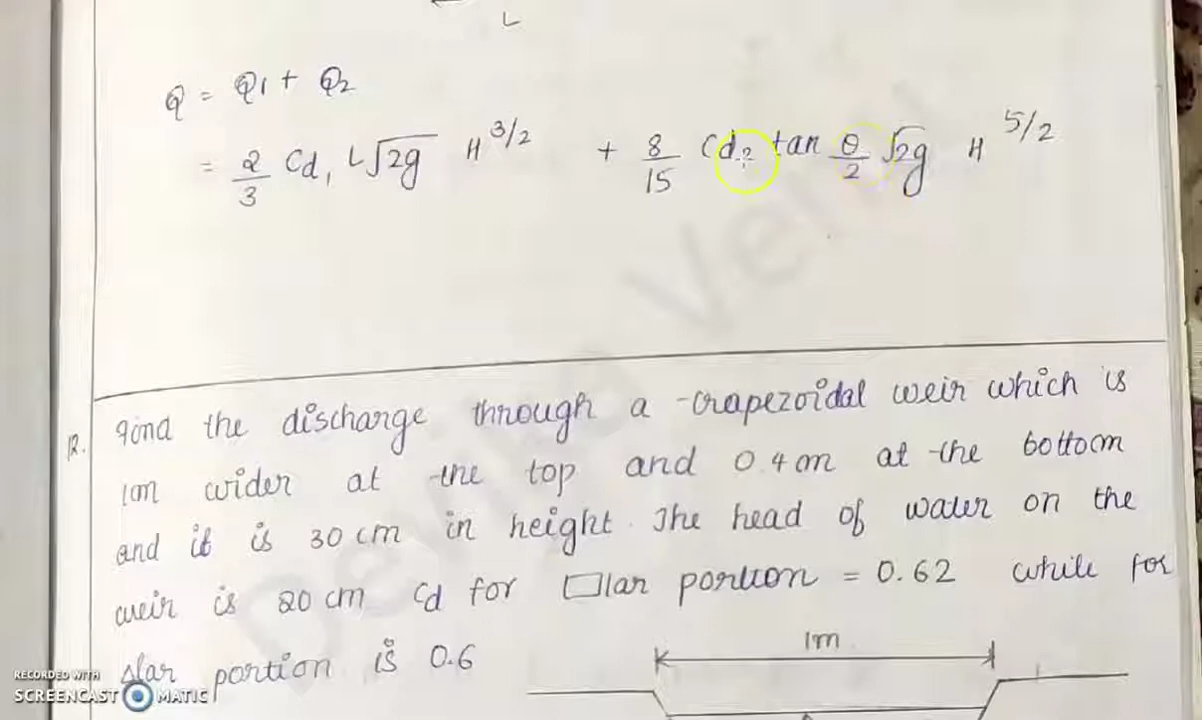 L
Q = Q1 + Q2
= 2/3 Cd1 L√2g H^3/2 + 8/15 Cd2 tan θ/2 √2g H^5/2
12. find the discharge through a trapezoidal weir which is
1m wider at the top and 0.4m at the bottom
and it is 30 cm in height. The head of water on the
weir is 20 cm Cd for □lar portion = 0.62 while for
Δlar portion is 0.6
1m
RECORDED WITH
SCREENCAST MATIC